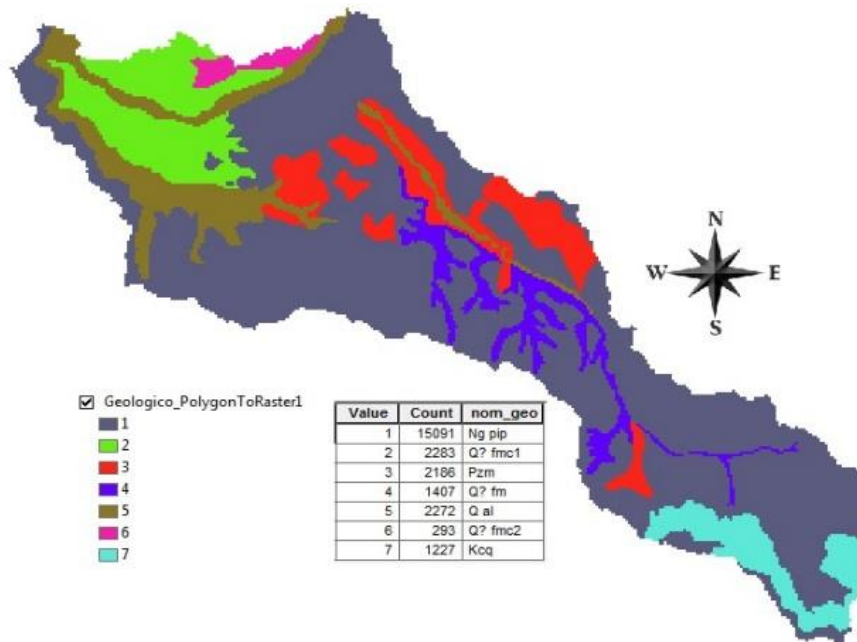 N
W E
S
Geologico_PolygonToRaster1
1
2
3
4
5
6
7
Value Count nom_geo
1 15091 Ng pip
2 2283 Q? fmc1
3 2186 Pzm
4 1407 Q? fm
5 2272 Q al
6 293 Q? fmc2
7 1227 Kcq